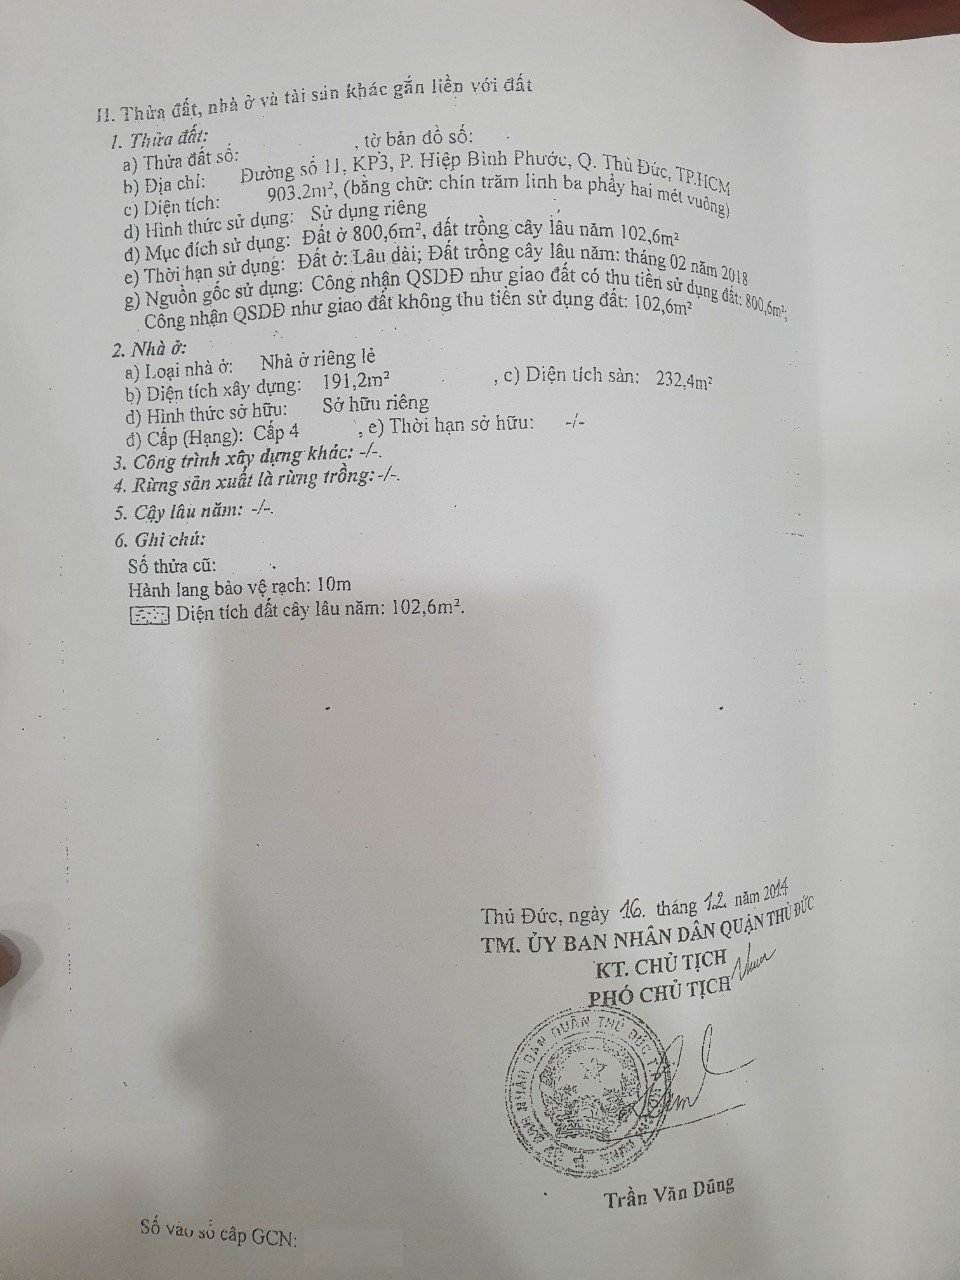 II. Thửa đất, nhà ở và tài sản khác gắn liền với đất
1. Thửa đất:
a) Thửa đất số: , tờ bản đồ số:
b) Địa chỉ: Đường số 11, KP3, P. Hiệp Bình Phước, Q. Thủ Đức, TP.HCM
c) Diện tích: 903,2m², (bằng chữ: chín trăm linh ba phẩy hai mét vuông)
d) Hình thức sử dụng: Sử dụng riêng
đ) Mục đích sử dụng: Đất ở 800,6m², đất trồng cây lâu năm 102,6m²
e) Thời hạn sử dụng: Đất ở: Lâu dài; Đất trồng cây lâu năm: tháng 02 năm 2018
g) Nguồn gốc sử dụng: Công nhận QSDĐ như giao đất có thu tiền sử dụng đất: 800,6m²;
Công nhận QSDĐ như giao đất không thu tiền sử dụng đất: 102,6m²
2. Nhà ở:
a) Loại nhà ở: Nhà ở riêng lẻ
b) Diện tích xây dựng: 191,2m² , c) Diện tích sàn: 232,4m²
d) Hình thức sở hữu: Sở hữu riêng
đ) Cấp (Hạng): Cấp 4 , e) Thời hạn sở hữu: -/-
3. Công trình xây dựng khác: -/-.
4. Rừng sản xuất là rừng trồng: -/-.
5. Cây lâu năm: -/-.
6. Ghi chú:
Số thửa cũ:
Hành lang bảo vệ rạch: 10m
Diện tích đất cây lâu năm: 102,6m².
Thủ Đức, ngày 16. tháng 12. năm 2014
TM. ỦY BAN NHÂN DÂN QUẬN THỦ ĐỨC
KT. CHỦ TỊCH
PHÓ CHỦ TỊCH
NHÂN DÂN QUẬN THỦ ĐỨC
Trần Văn Dũng
Số vào sổ cấp GCN: